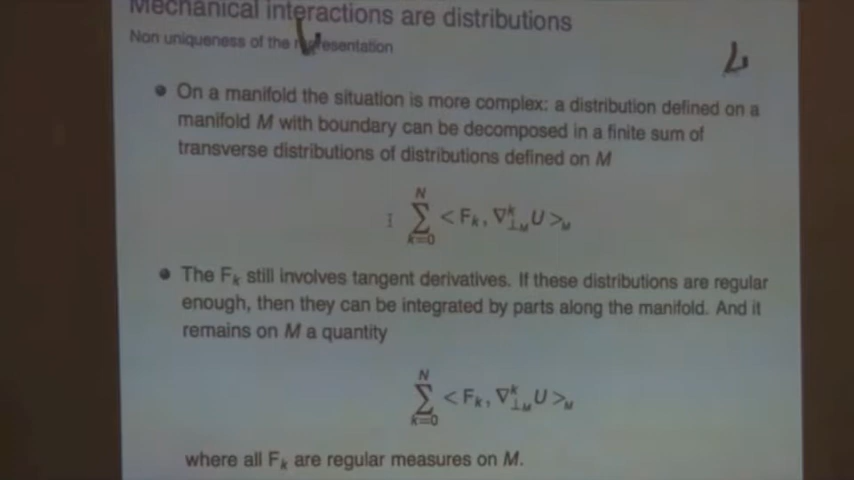 Mechanical interactions are distributions
Non uniqueness of the representation
• On a manifold the situation is more complex: a distribution defined on a
manifold M with boundary can be decomposed in a finite sum of
transverse distributions of distributions defined on M
N
∑ < F_k, ∇^k_{⊥_M} U >_M
k=0
• The F_k still involves tangent derivatives. If these distributions are regular
enough, then they can be integrated by parts along the manifold. And it
remains on M a quantity
N
∑ < F_k, ∇^k_{⊥_M} U >_M
k=0
where all F_k are regular measures on M.